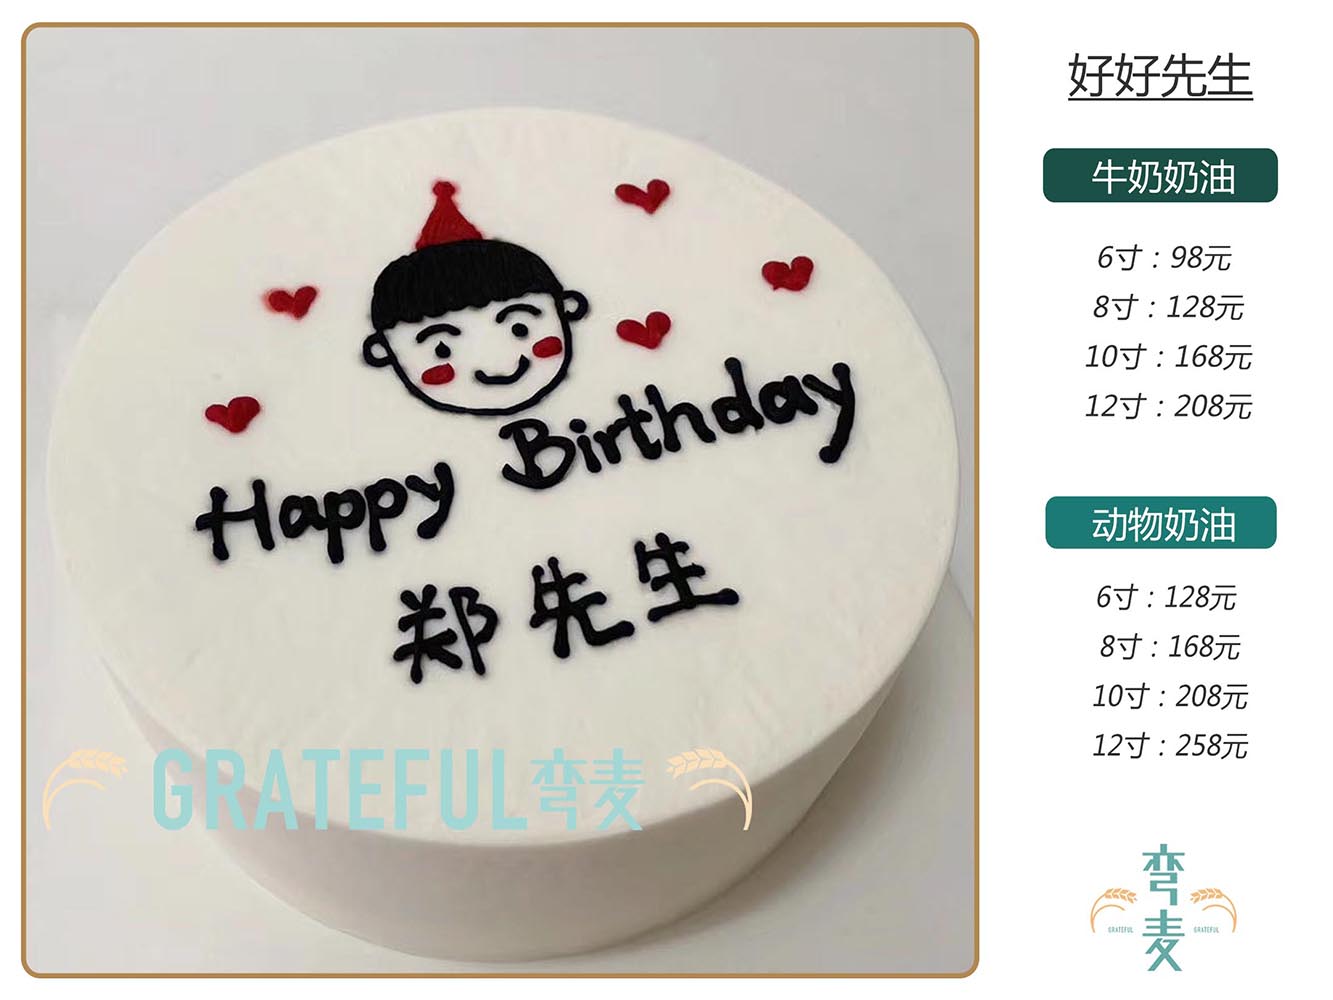 好好先生
牛奶奶油
6寸：98元
8寸：128元
10寸：168元
12寸：208元
动物奶油
6寸：128元
8寸：168元
10寸：208元
12寸：258元
Happy Birthday
郑先生
GRATEFUL弯麦
弯麦
GRATEFUL
GRATEFUL